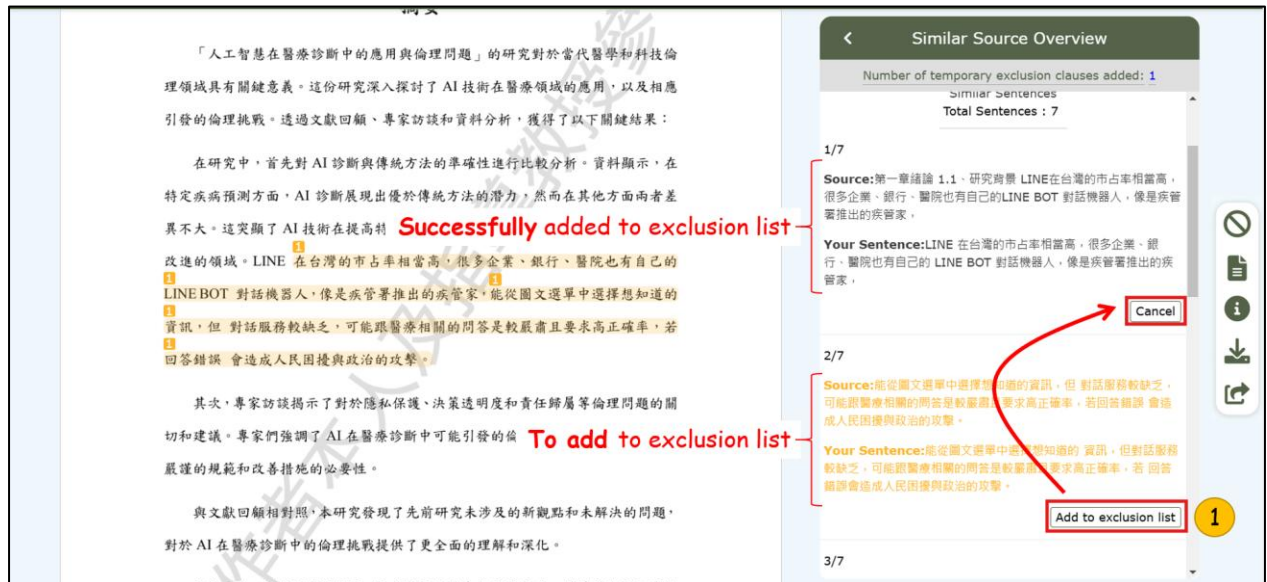 摘要
「人工智慧在醫療診斷中的應用與倫理問題」的研究對於當代醫學和科技倫
理領域具有關鍵意義。這份研究深入探討了 AI 技術在醫療領域的應用，以及相應
引發的倫理挑戰。透過文獻回顧、專家訪談和資料分析，獲得了以下關鍵結果：
在研究中，首先對 AI 診斷與傳統方法的準確性進行比較分析。資料顯示，在
特定疾病預測方面，AI 診斷展現出優於傳統方法的潛力，然而在其他方面兩者差
異不大。這突顯了 AI 技術在提高特
改進的領域。LINE 在台灣的市占率相當高，很多企業、銀行、醫院也有自己的
LINE BOT 對話機器人，像是疾管署推出的疾管家，能從圖文選單中選擇想知道的
資訊，但 對話服務較缺乏，可能跟醫療相關的問答是較嚴肅且要求高正確率，若
回答錯誤 會造成人民困擾與政治的攻擊。
1
1
1
1
其次，專家訪談揭示了對於隱私保護、決策透明度和責任歸屬等倫理問題的關
切和建議。專家們強調了 AI 在醫療診斷中可能引發的倫
嚴謹的規範和改善措施的必要性。
與文獻回顧相對照，本研究發現了先前研究未涉及的新觀點和未解決的問題，
對於 AI 在醫療診斷中的倫理挑戰提供了更全面的理解和深化。
Successfully added to exclusion list
To add to exclusion list
Similar Source Overview
Number of temporary exclusion clauses added: 1
Similar Sentences
Total Sentences : 7
1/7
Source:第一章緒論 1.1、研究背景 LINE在台灣的市占率相當高，
很多企業、銀行、醫院也有自己的LINE BOT 對話機器人，像是疾管
署推出的疾管家，
Your Sentence:LINE 在台灣的市占率相當高，很多企業、銀
行、醫院也有自己的 LINE BOT 對話機器人，像是疾管署推出的疾
管家，
Cancel
2/7
Source:能從圖文選單中選擇想知道的資訊，但 對話服務較缺乏，
可能跟醫療相關的問答是較嚴肅且要求高正確率，若回答錯誤 會造
成人民困擾與政治的攻擊。
Your Sentence:能從圖文選單中選擇想知道的 資訊，但對話服務
較缺乏，可能跟醫療相關的問答是較嚴肅且要求高正確率，若 回答
錯誤會造成人民困擾與政治的攻擊。
Add to exclusion list
1
3/7
作者本人及指導教授參